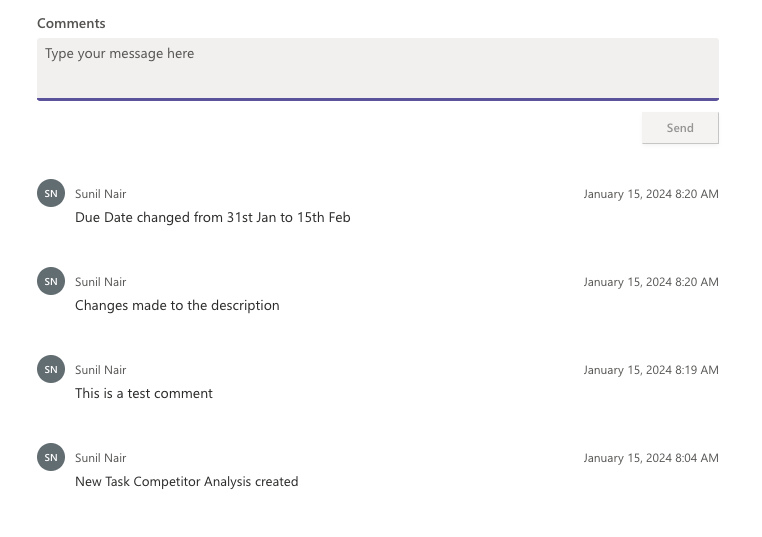 Comments
Type your message here
Send
SN Sunil Nair January 15, 2024 8:20 AM
Due Date changed from 31st Jan to 15th Feb
SN Sunil Nair January 15, 2024 8:20 AM
Changes made to the description
SN Sunil Nair January 15, 2024 8:19 AM
This is a test comment
SN Sunil Nair January 15, 2024 8:04 AM
New Task Competitor Analysis created